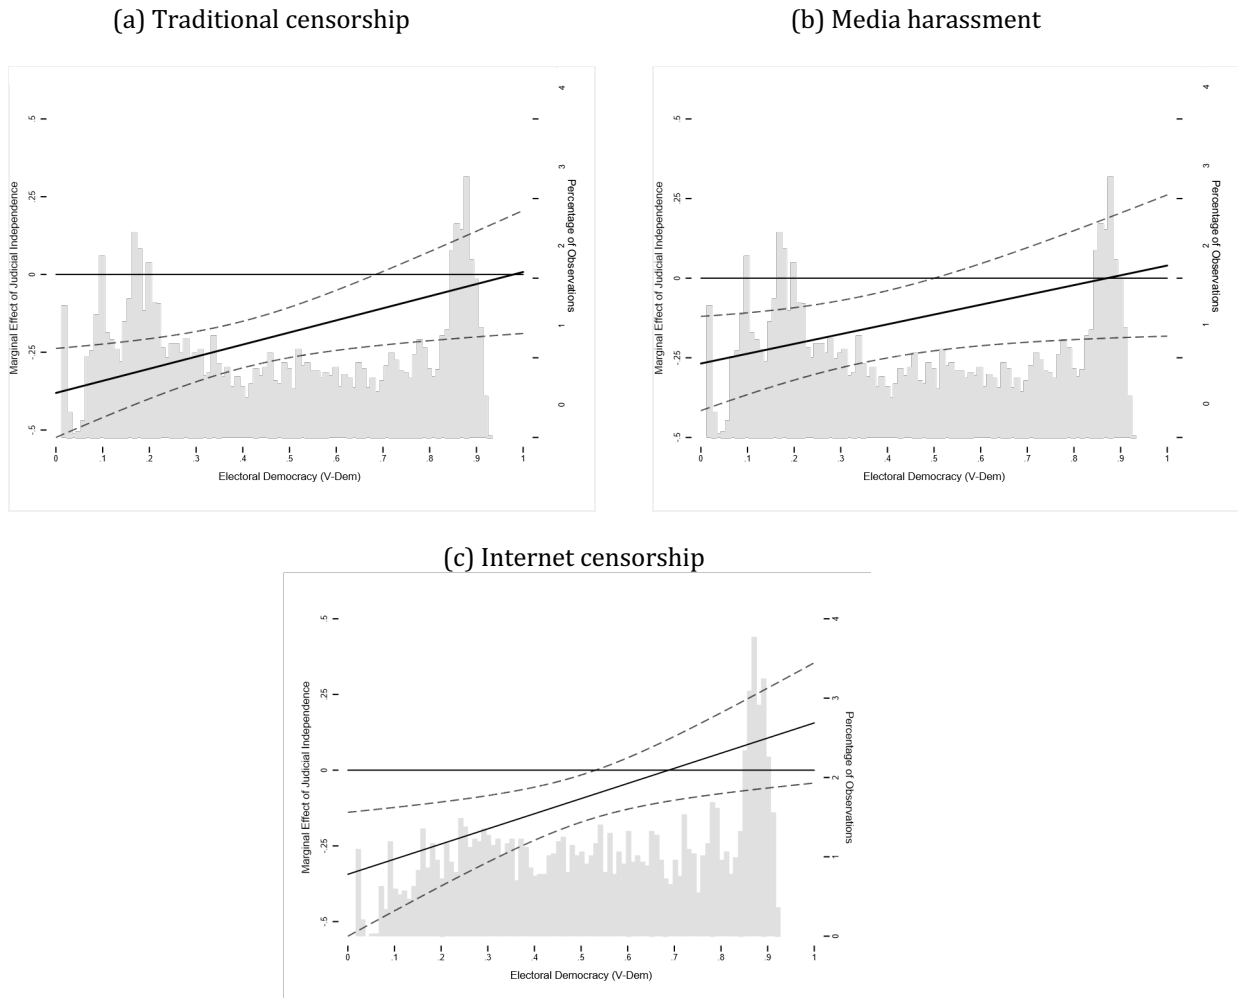 (a) Traditional censorship
Marginal Effect of Judicial Independence
.5
.25
0
-.25
-.5
0 .1 .2 .3 .4 .5 .6 .7 .8 .9 1
Electoral Democracy (V-Dem)
4
3
2
1
0
Percentage of Observations
(b) Media harassment
Marginal Effect of Judicial Independence
.5
.25
0
-.25
-.5
0 .1 .2 .3 .4 .5 .6 .7 .8 .9 1
Electoral Democracy (V-Dem)
4
3
2
1
0
Percentage of Observations
(c) Internet censorship
Marginal Effect of Judicial Independence
.5
.25
0
-.25
-.5
0 .1 .2 .3 .4 .5 .6 .7 .8 .9 1
Electoral Democracy (V-Dem)
4
3
2
1
0
Percentage of Observations